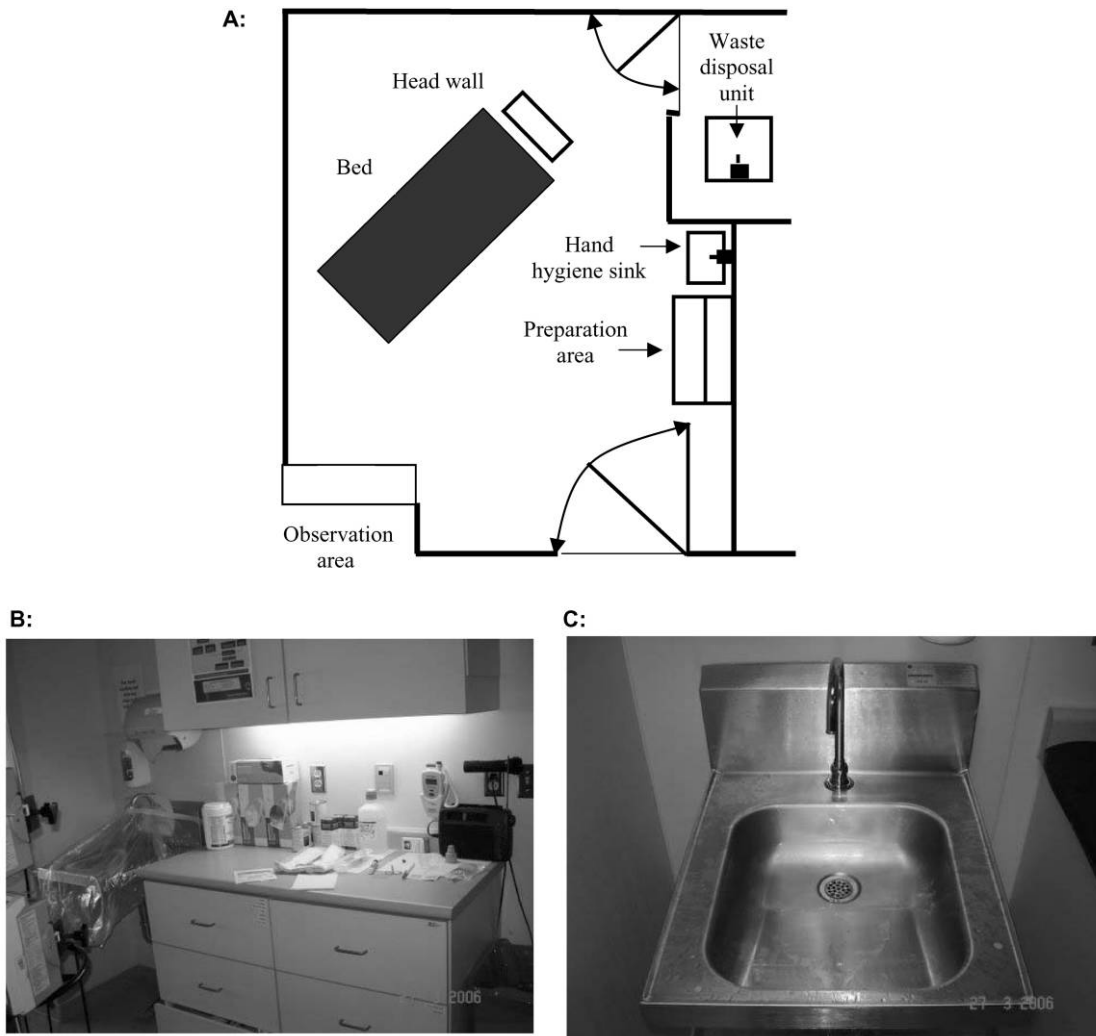 A:
Head wall
Bed
Waste
disposal
unit
Hand
hygiene sink
Preparation
area
Observation
area
B:
C:
2006
27 3 2006